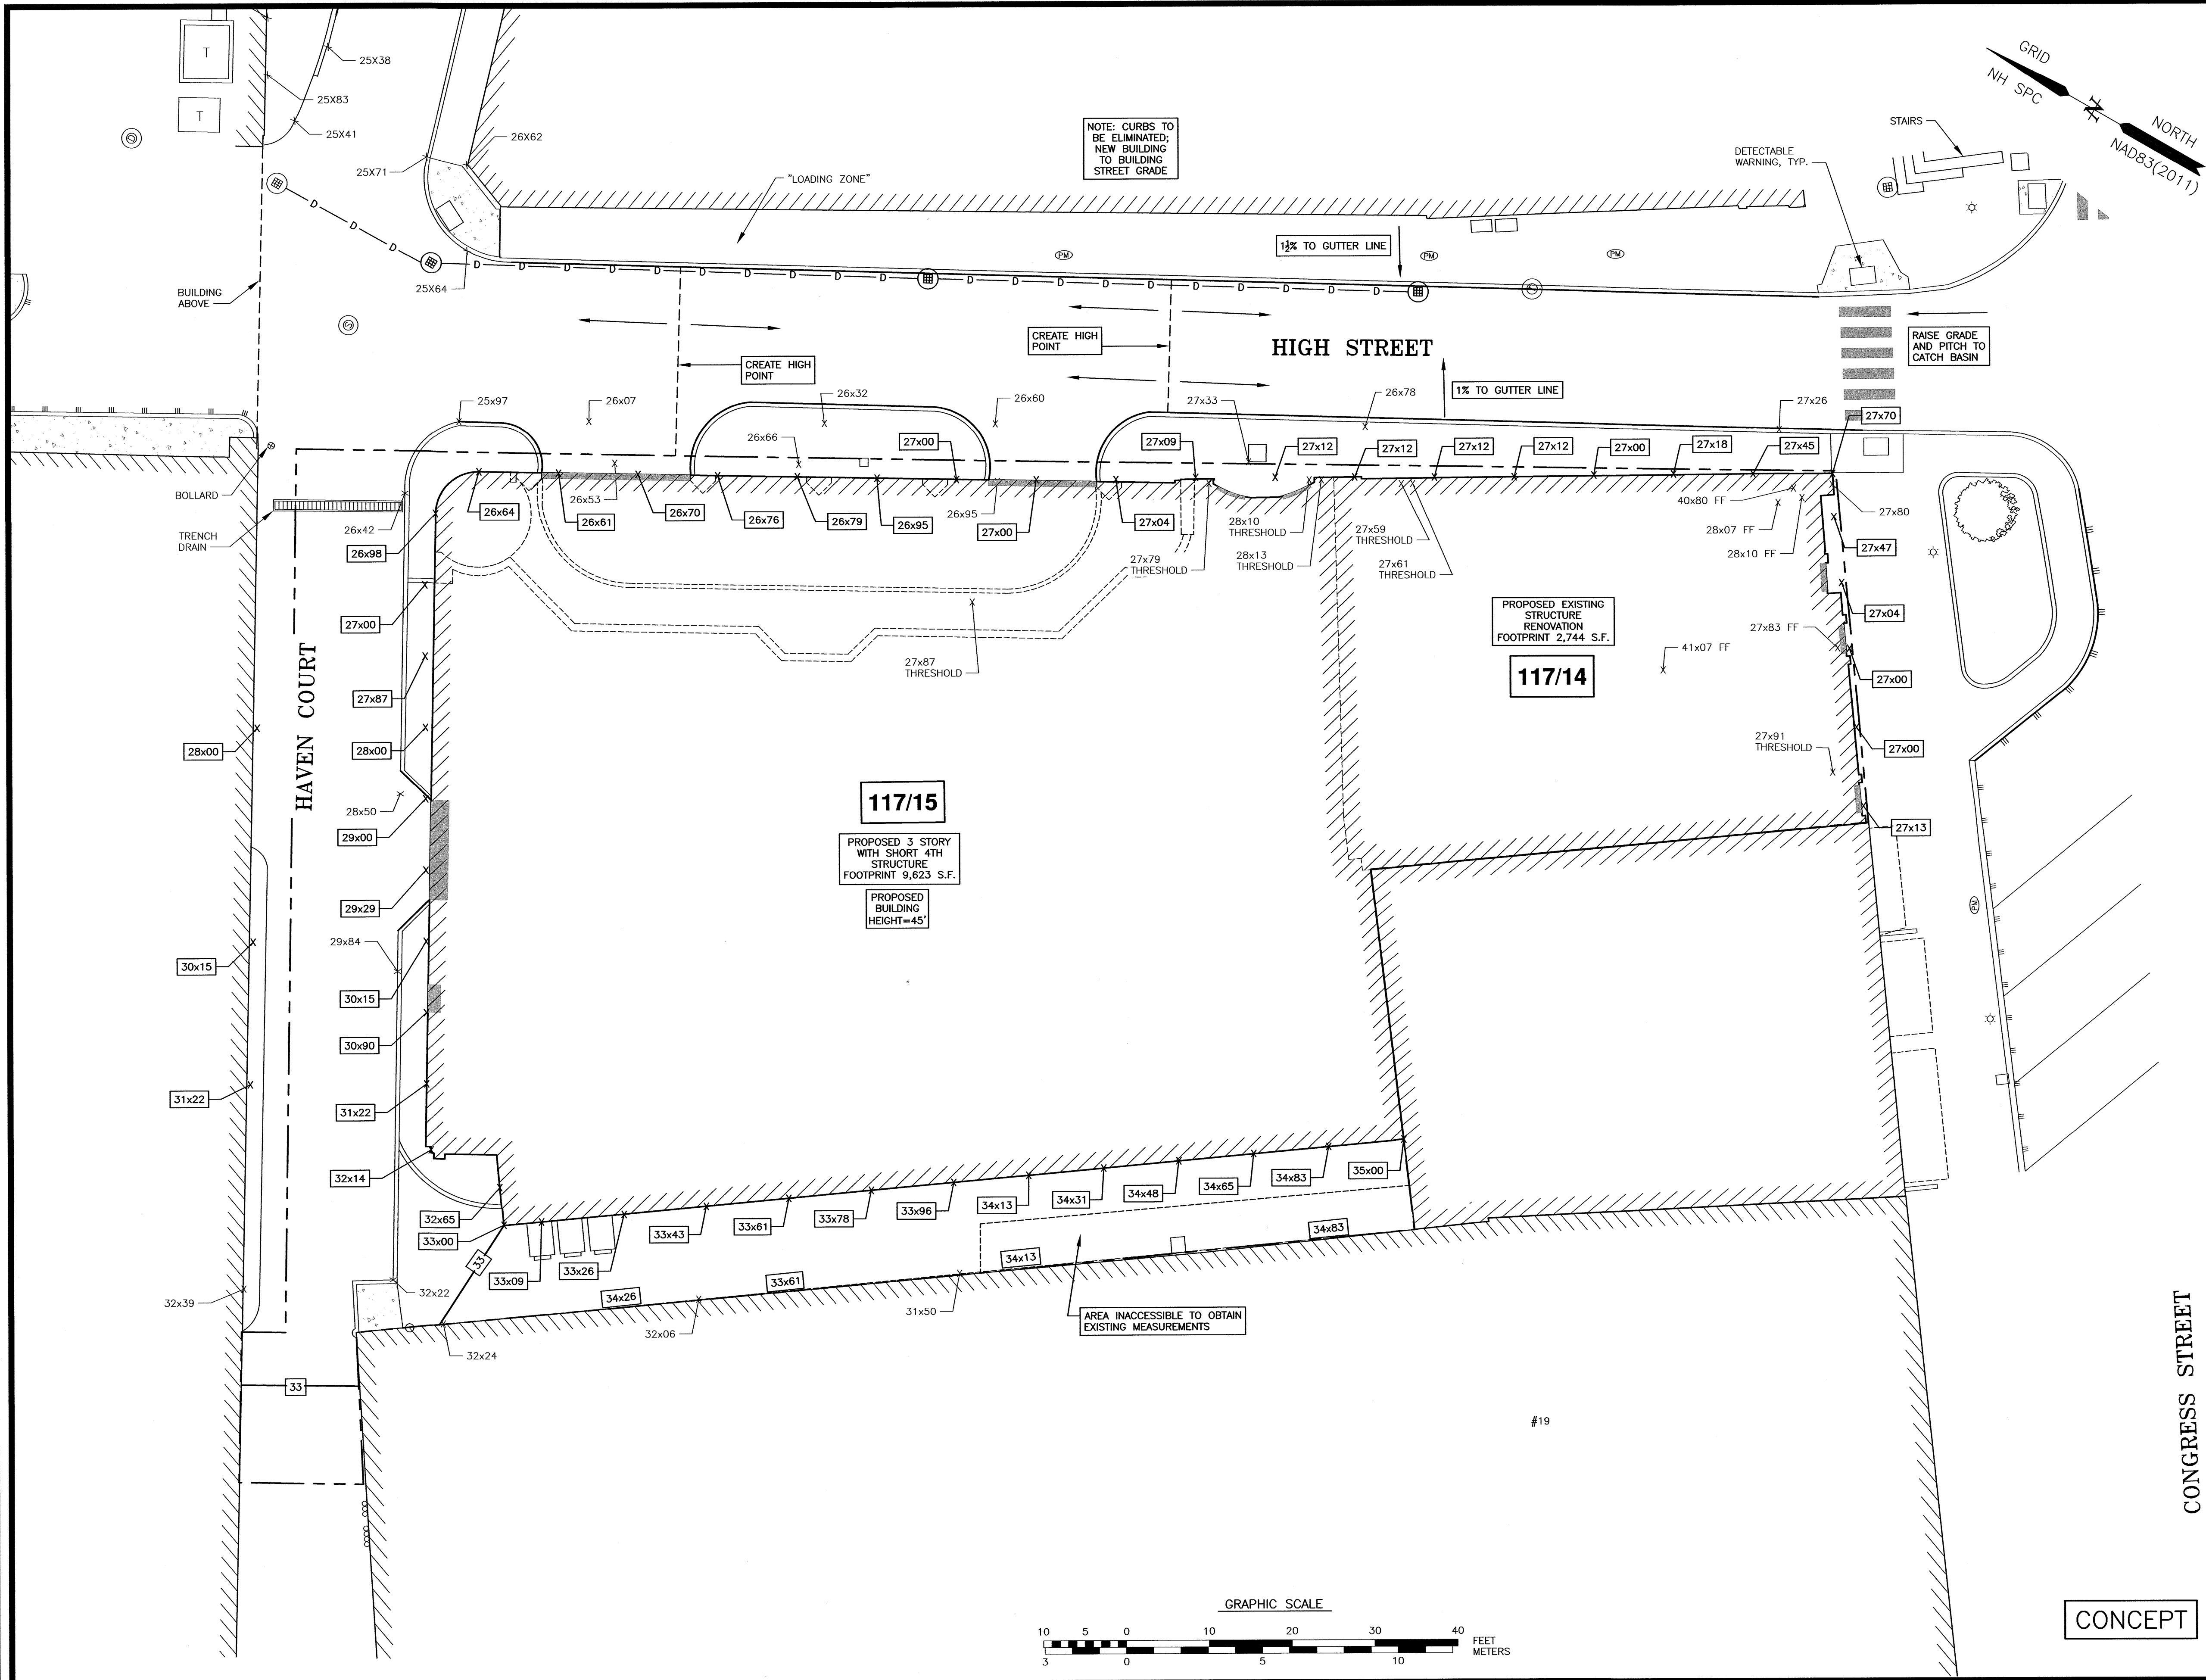 T
T
25X38
25X83
25X41
26X62
25X71
25X64
BUILDING
ABOVE
"LOADING ZONE"
NOTE: CURBS TO
BE ELIMINATED;
NEW BUILDING
TO BUILDING
STREET GRADE
GRID
NH SPC
N
NORTH
NAD83(2011)
STAIRS
DETECTABLE
WARNING, TYP.
1½% TO GUTTER LINE
PM
PM
PM
D D D
D D D D D D D D D D D D D D D D D D D D D
S
S
S
CREATE HIGH
POINT
CREATE HIGH
POINT
HIGH STREET
RAISE GRADE
AND PITCH TO
CATCH BASIN
1% TO GUTTER LINE
25x97
26x07
26x32
26x60
27x33
26x78
27x26
27x70
26x66
27x00
27x09
27x12
27x12
27x12
27x12
27x00
27x18
27x45
BOLLARD
TRENCH
DRAIN
26x42
26x64
26x53
26x61
26x70
26x76
26x79
26x95
26x95
27x00
27x04
28x10
THRESHOLD
27x59
THRESHOLD
40x80 FF
28x07 FF
28x10 FF
27x80
27x79
THRESHOLD
28x13
THRESHOLD
27x61
THRESHOLD
27x47
26x98
27x00
27x87
28x00
28x00
28x50
29x00
29x29
29x84
30x15
30x15
30x90
31x22
31x22
32x14
HAVEN COURT
27x87
THRESHOLD
PROPOSED EXISTING
STRUCTURE
RENOVATION
FOOTPRINT 2,744 S.F.
117/14
41x07 FF
27x83 FF
27x04
27x00
27x00
27x91
THRESHOLD
27x13
117/15
PROPOSED 3 STORY
WITH SHORT 4TH
STRUCTURE
FOOTPRINT 9,623 S.F.
PROPOSED
BUILDING
HEIGHT=45'
PM
32x65
33x00
33
33x09
33x26
33x43
33x61
33x78
33x96
34x13
34x31
34x48
34x65
34x83
35x00
34x26
33x61
34x13
34x83
32x39
32x22
32x24
32x06
31x50
AREA INACCESSIBLE TO OBTAIN
EXISTING MEASUREMENTS
33
#19
CONGRESS STREET
GRAPHIC SCALE
10 5 0 10 20 30 40
FEET
METERS
3 0 5 10
CONCEPT